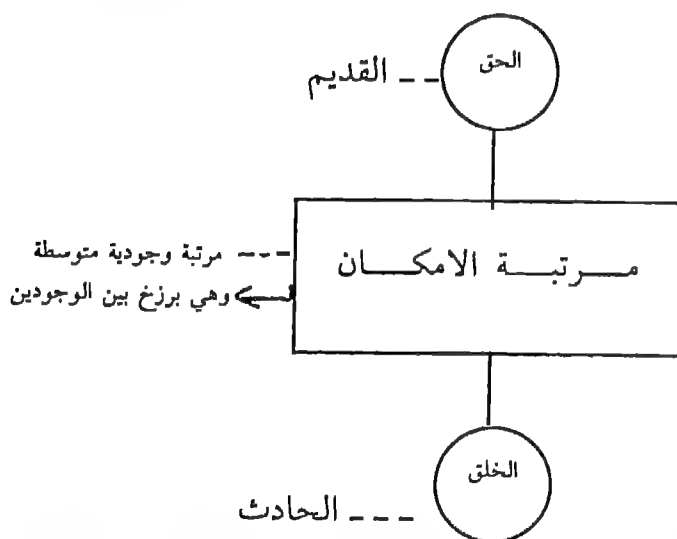 الحق
القديم
مرتبة الامكان
مرتبة وجودية متوسطة
وهي برزخ بين الوجودين
الخلق
الحادث